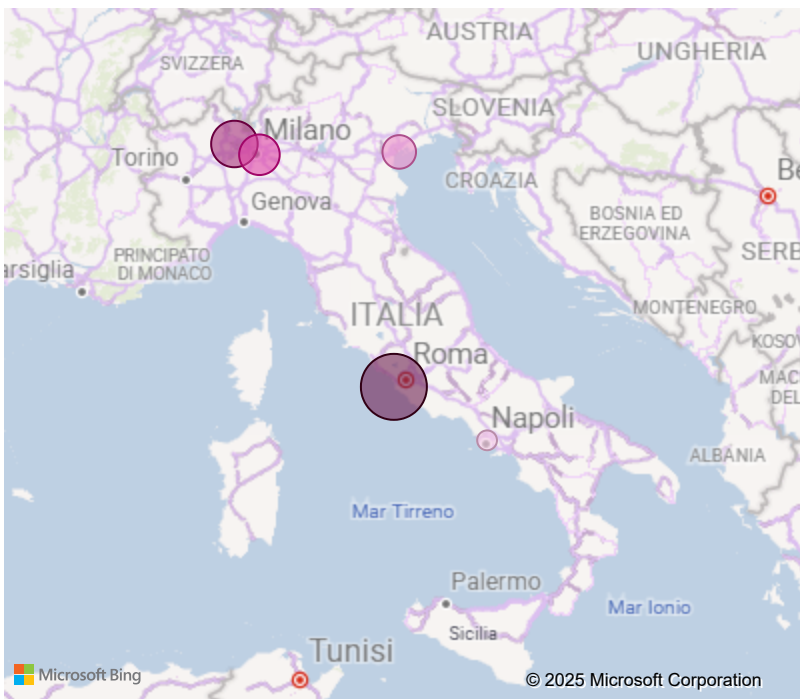 AUSTRIA
UNGHERIA
SVIZZERA
SLOVENIA
Milano
Torino
Be
CROAZIA
Genova
BOSNIA ED
ERZEGOVINA
SERB
PRINCIPATO
DI MONACO
arsiglia
MONTENEGRO
ITALIA
KOSOV
Roma
MAC
DEL
Napoli
ALBANIA
Mar Tirreno
Palermo
Mar Ionio
Sicilia
Tunisi
Microsoft Bing
© 2025 Microsoft Corporation